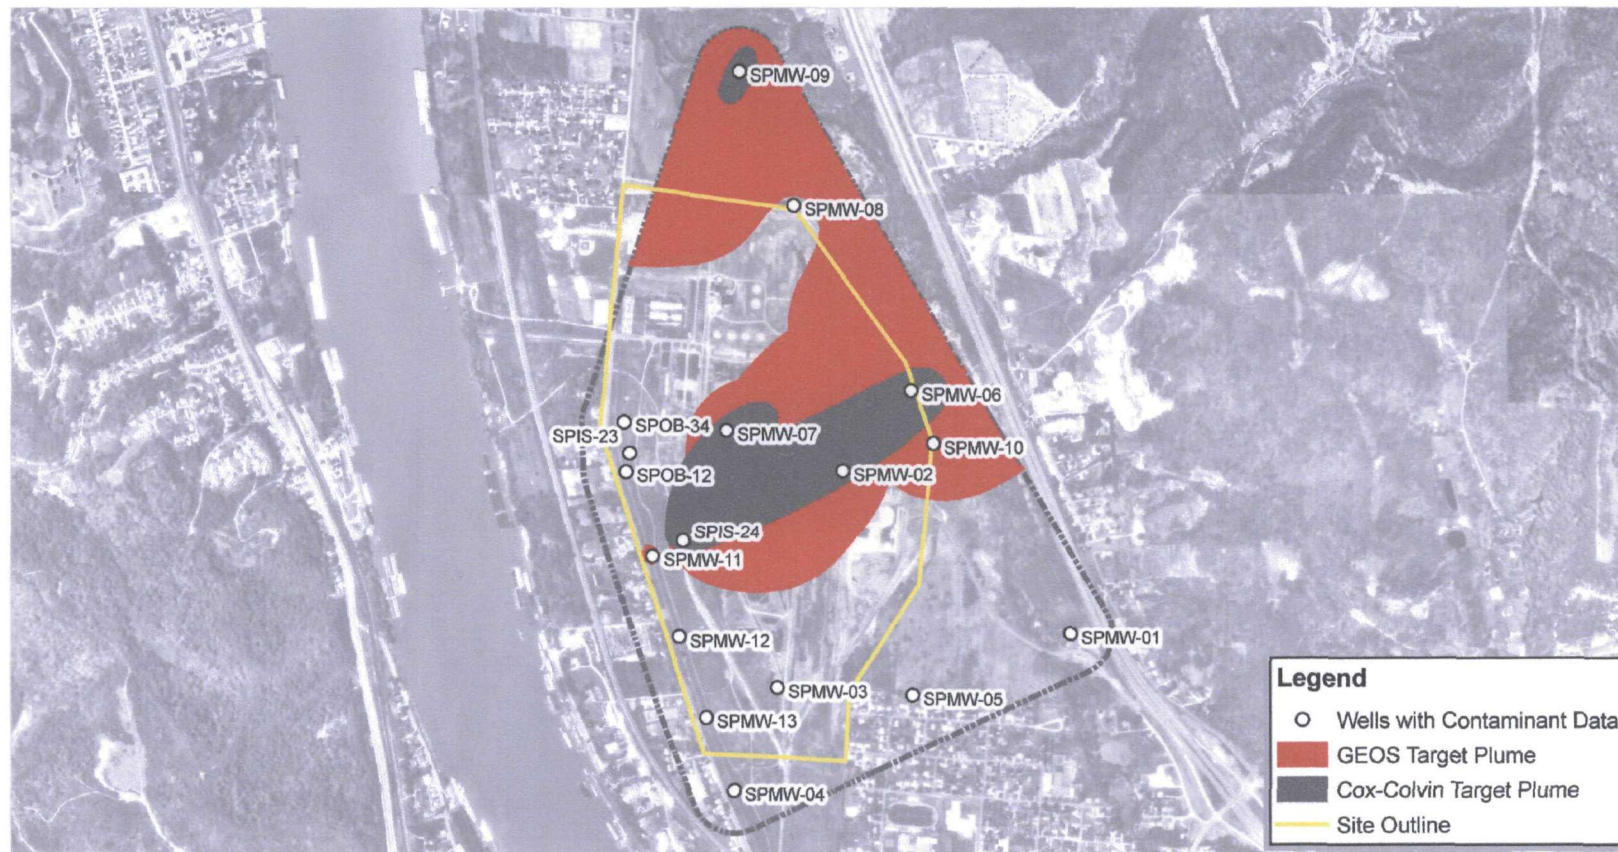 SPMW-09
SPMW-08
SPMW-06
SPOB-34
SPIS-23
SPMW-07
SPMW-10
SPOB-12
SPMW-02
SPIS-24
SPMW-11
SPMW-12
SPMW-01
SPMW-03
SPMW-05
SPMW-13
SPMW-04
Legend
Wells with Contaminant Data
GEOS Target Plume
Cox-Colvin Target Plume
Site Outline